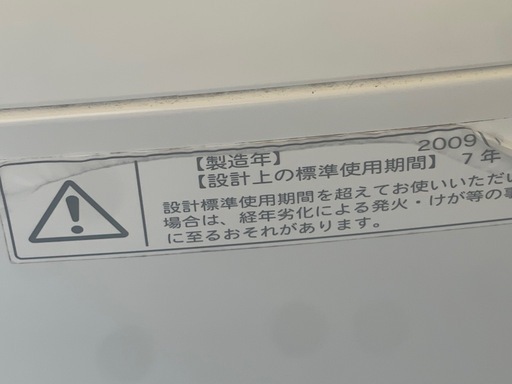 【製造年】 2009
【設計上の標準使用期間】 7年
設計標準使用期間を超えてお使いいただい
場合は、経年劣化による発火・けが等の事
に至るおそれがあります。